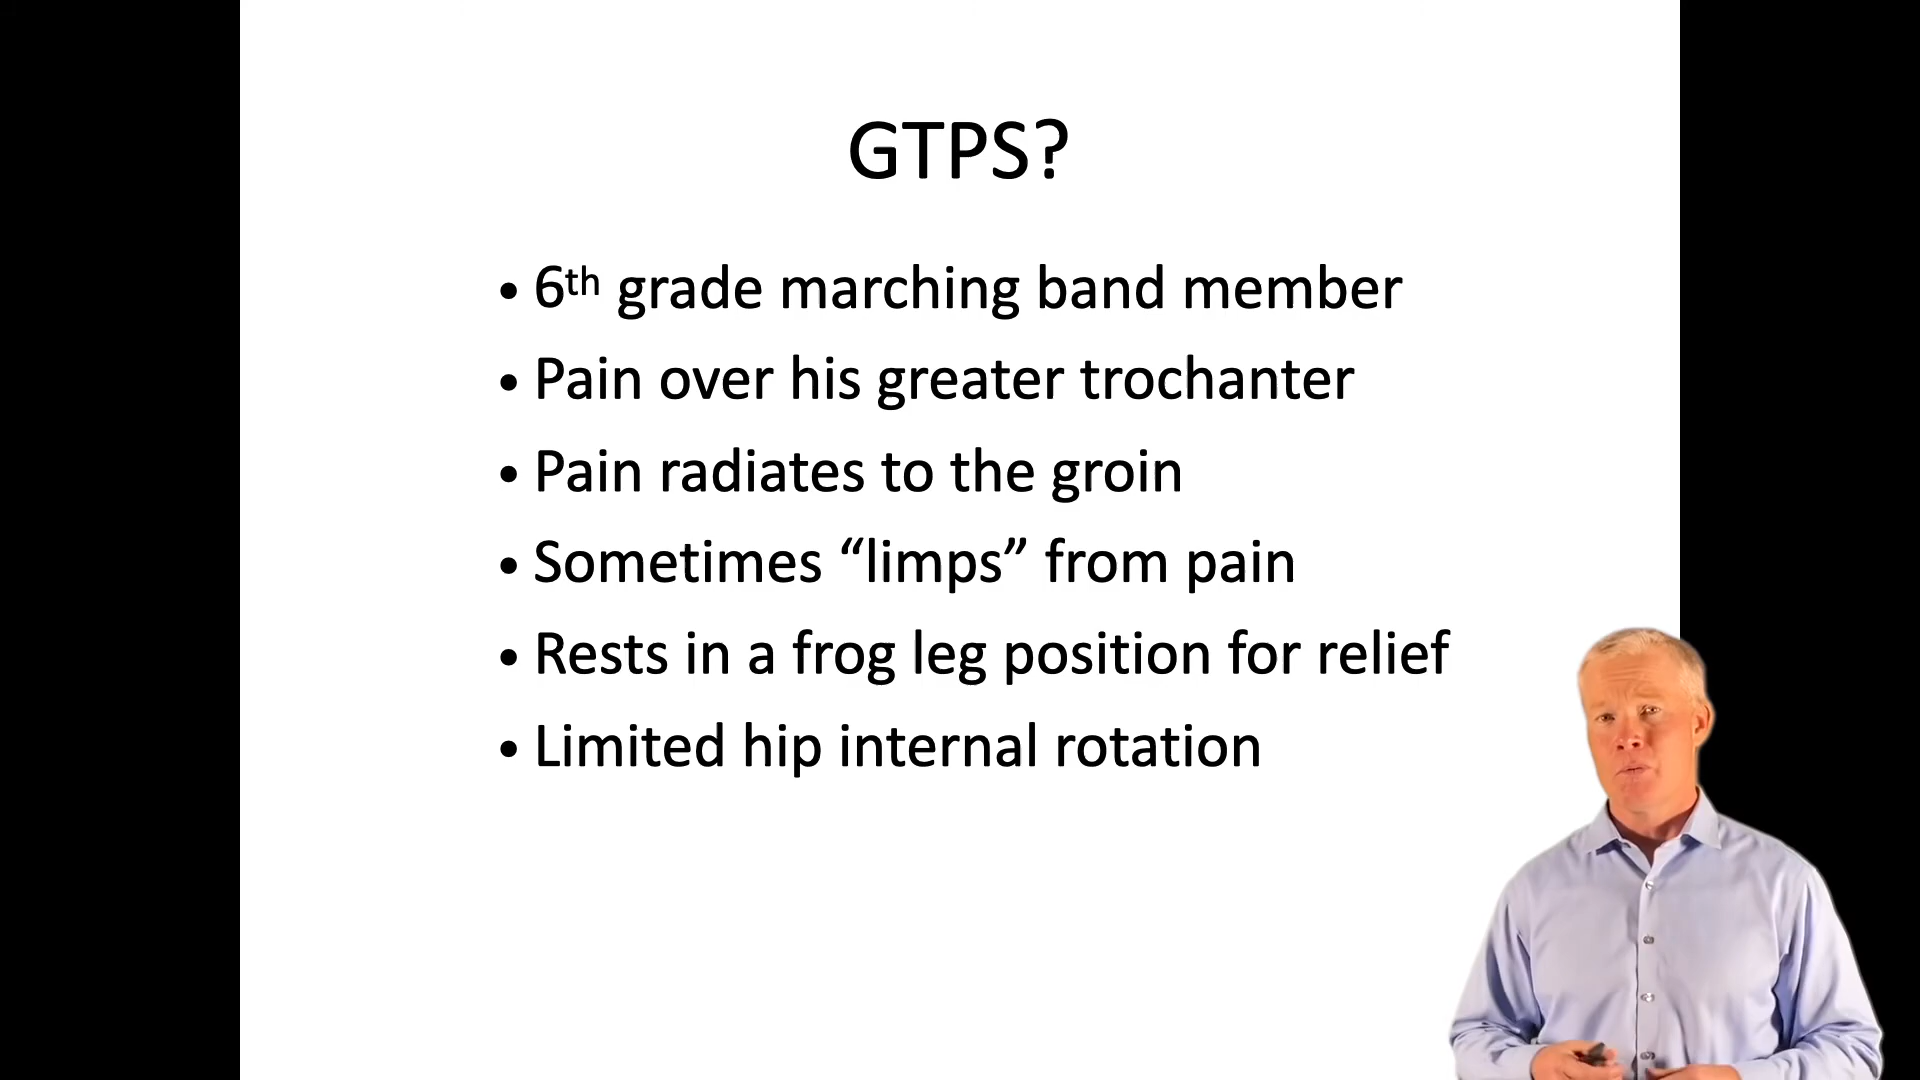 GTPS?
• 6th grade marching band member
• Pain over his greater trochanter
• Pain radiates to the groin
• Sometimes “limps” from pain
• Rests in a frog leg position for relief
• Limited hip internal rotation